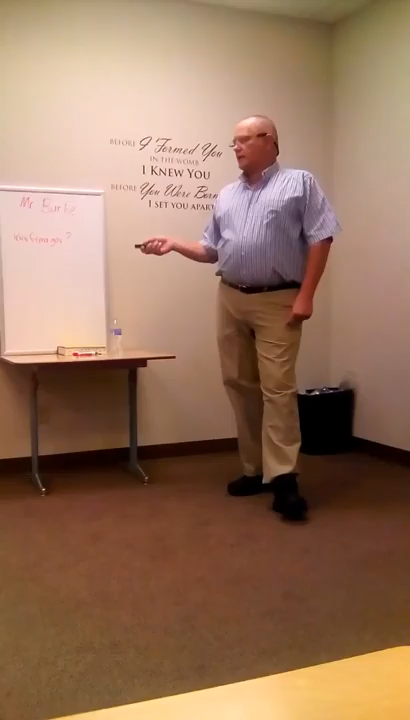 Mr Burke
BEFORE I Formed You
IN THE WOMB
I KNEW YOU
BEFORE You Were Born
I SET YOU APART